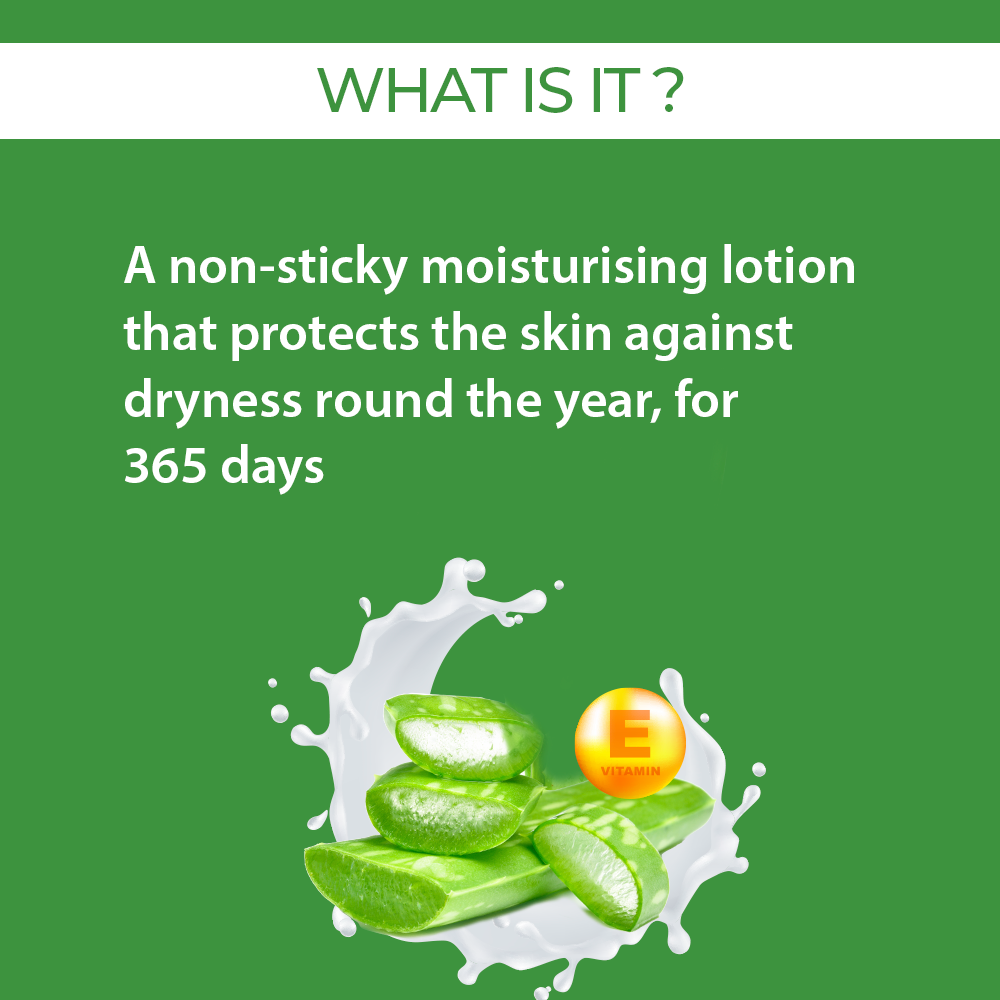 WHAT IS IT ?
A non-sticky moisturising lotion
that protects the skin against
dryness round the year, for
365 days
E
VITAMIN